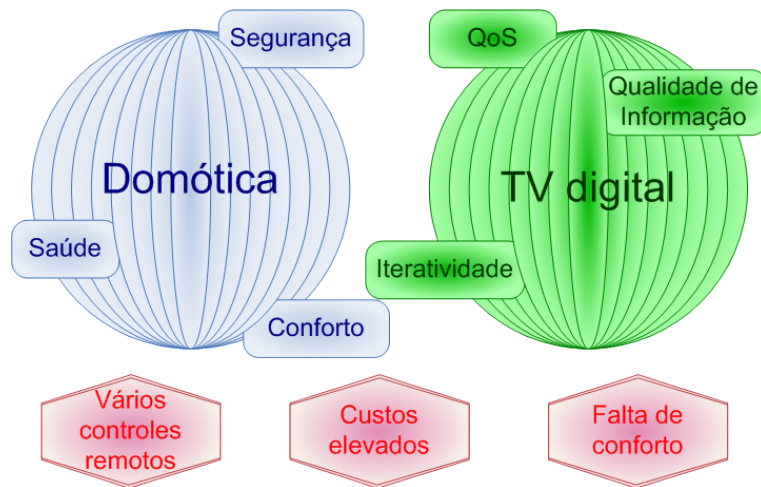 Segurança
Domótica
Saúde
Conforto
QoS
Qualidade de
Informação
TV digital
Iteratividade
Vários
controles
remotos
Custos
elevados
Falta de
conforto